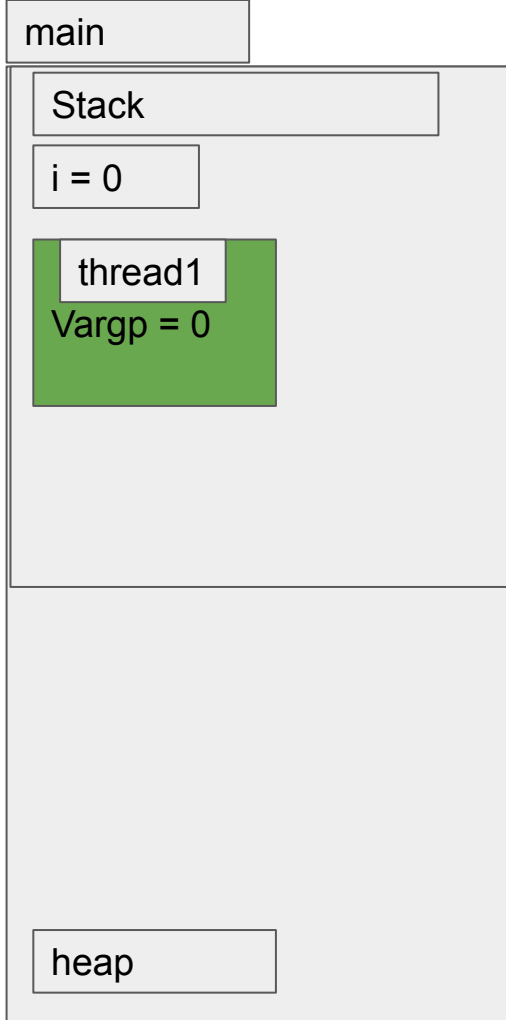 main
Stack
i = 0
thread1
Vargp = 0
heap